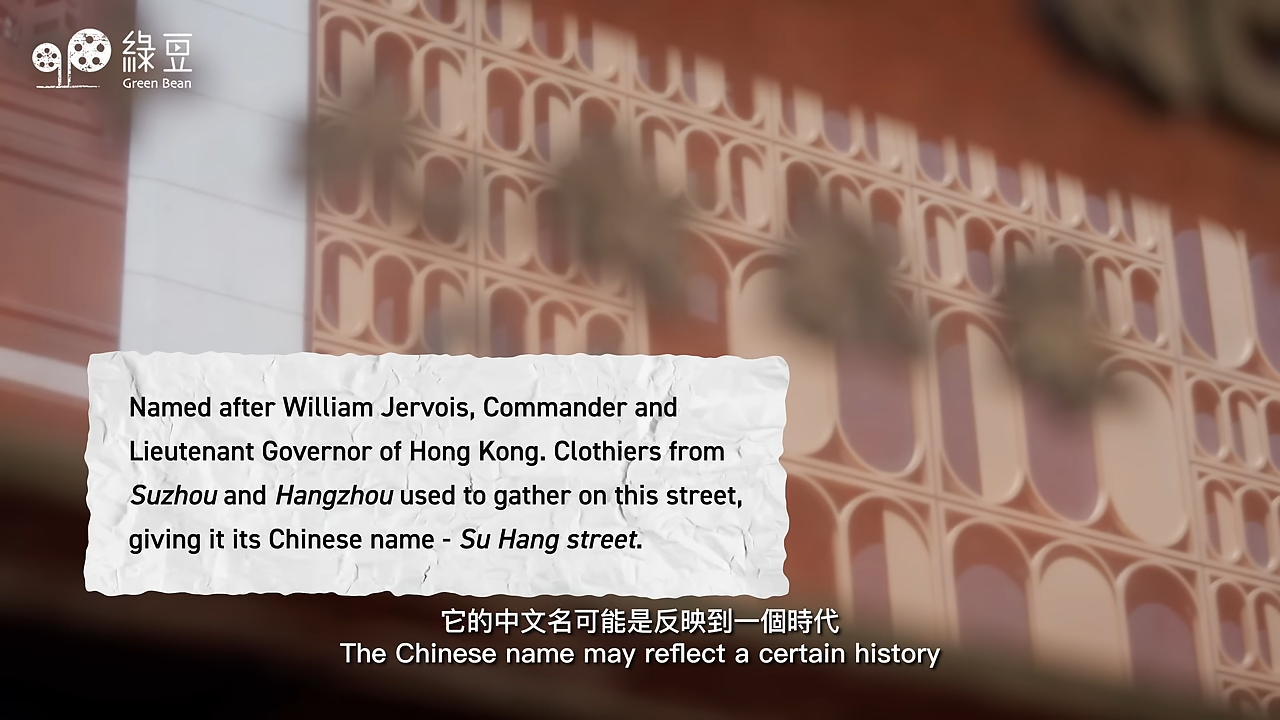 綠豆
Green Bean
Named after William Jervois, Commander and
Lieutenant Governor of Hong Kong. Clothiers from
Suzhou and Hangzhou used to gather on this street,
giving it its Chinese name - Su Hang street.
它的中文名可能是反映到一個時代
The Chinese name may reflect a certain history